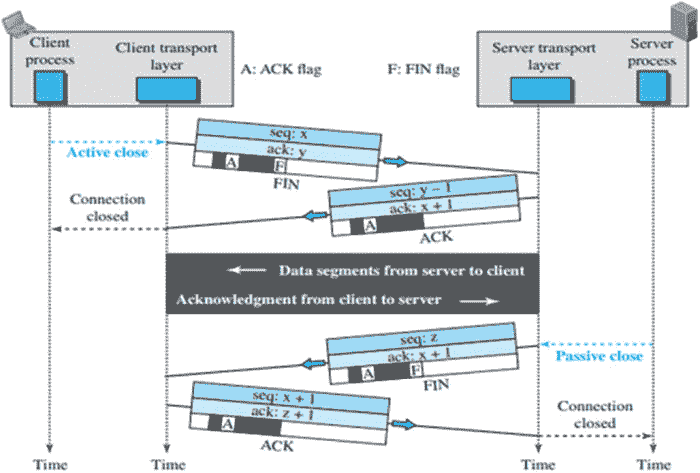 Client
process
Client transport
layer
A: ACK flag
F: FIN flag
Server transport
layer
Server
process
Active close
seq: x
ack: y
A
F
FIN
seq: y – 1
ack: x + 1
A
ACK
Connection
closed
Data segments from server to client
Acknowledgment from client to server
seq: z
ack: x + 1
A
F
FIN
Passive close
seq: x + 1
ack: z + 1
A
ACK
Connection
closed
Time
Time
Time
Time